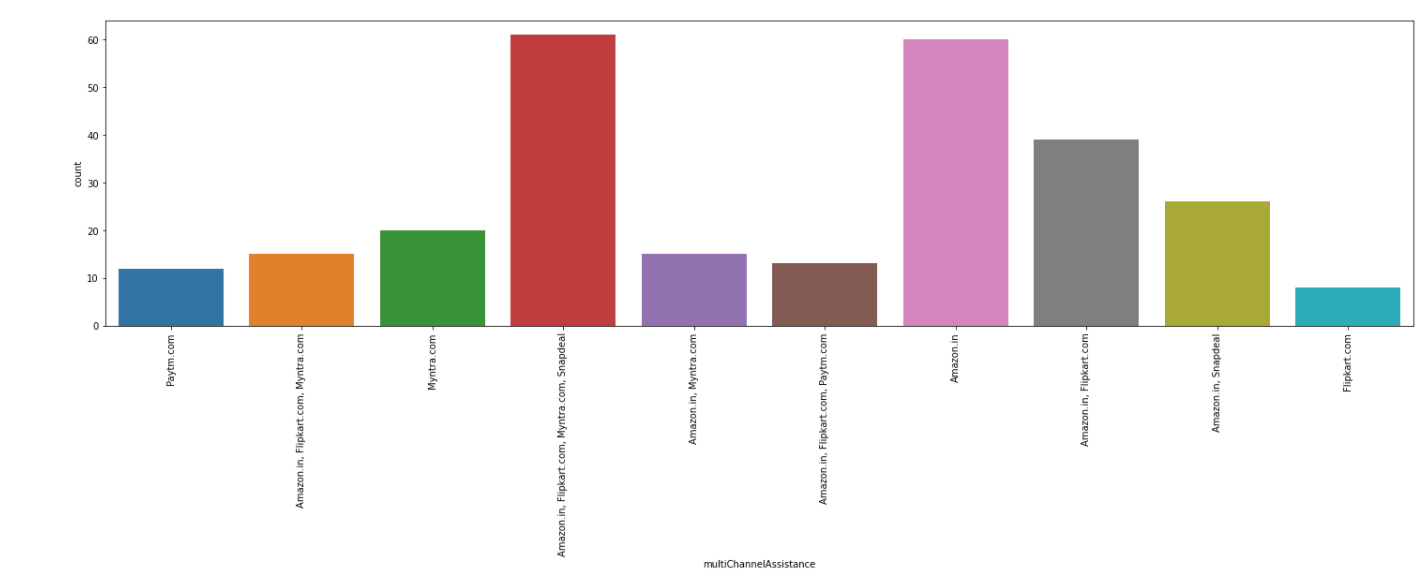 60
50
40
30
20
10
0
count
Paytm.com
Amazon.in, Flipkart.com, Myntra.com
Myntra.com
Amazon.in, Flipkart.com, Myntra.com, Snapdeal
Amazon.in, Myntra.com
Amazon.in, Flipkart.com, Paytm.com
Amazon.in
Amazon.in, Flipkart.com
Amazon.in, Snapdeal
Flipkart.com
multiChannelAssistance